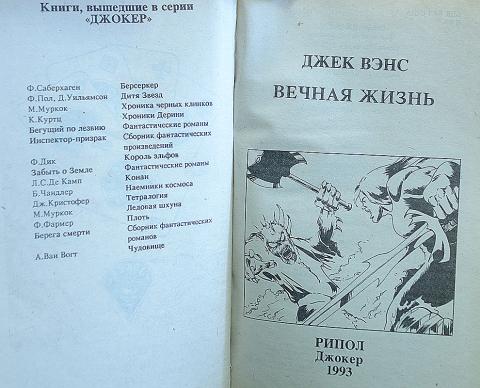 Книги, вышедшие в серии
«ДЖОКЕР»
Ф.Саберхаген Берсеркер
Ф.Пол, Д.Уильямсон Дитя Звезд
М.Муркок Хроника черных клинков
К.Куртц Хроники Дерини
Бегущий по лезвию Фантастические романы
Инспектор-призрак Сборник фантастических
произведений
Ф.Дик Король эльфов
Забыть о Земле Фантастические романы
Л.С.Де Камп Конан
Б.Чандлер Наемники космоса
Дж.Кристофер Тетралогия
М.Муркок Ледовая шхуна
Ф.Фармер Плоть
Берега смерти Сборник фантастических
романов
А.Ван Вогт Чудовище
ДЖЕК ВЭНС
ВЕЧНАЯ ЖИЗНЬ
РИПОЛ
Джокер
1993